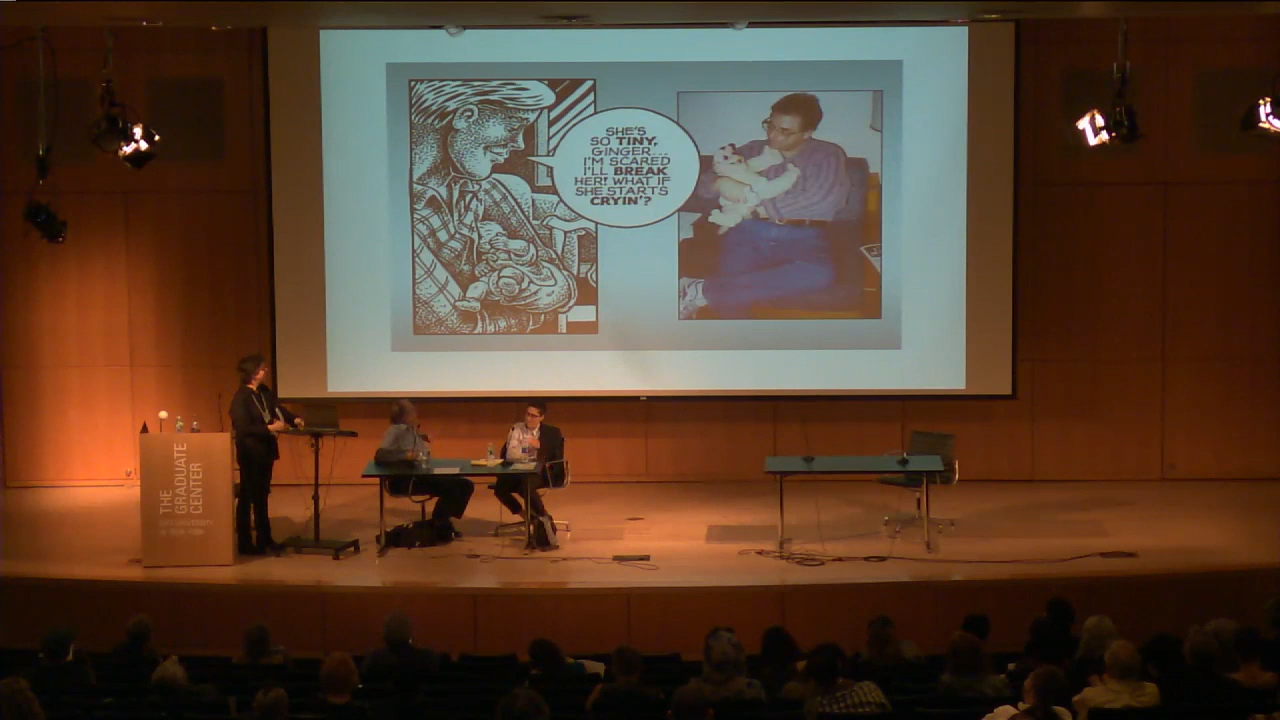 SHE'S
SO TINY,
GINGER...
I'M SCARED
I'LL BREAK
HER! WHAT IF
SHE STARTS
CRYIN'?
THE
GRADUATE
CENTER